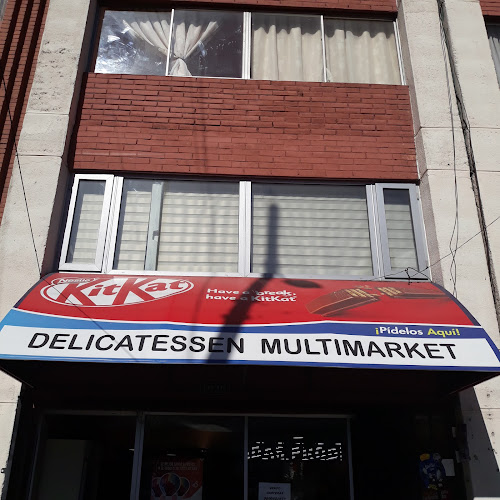 Nestlé
KitKat
Have a break,
have a KitKat
¡Pídelos Aquí!
DELICATESSEN MULTIMARKET